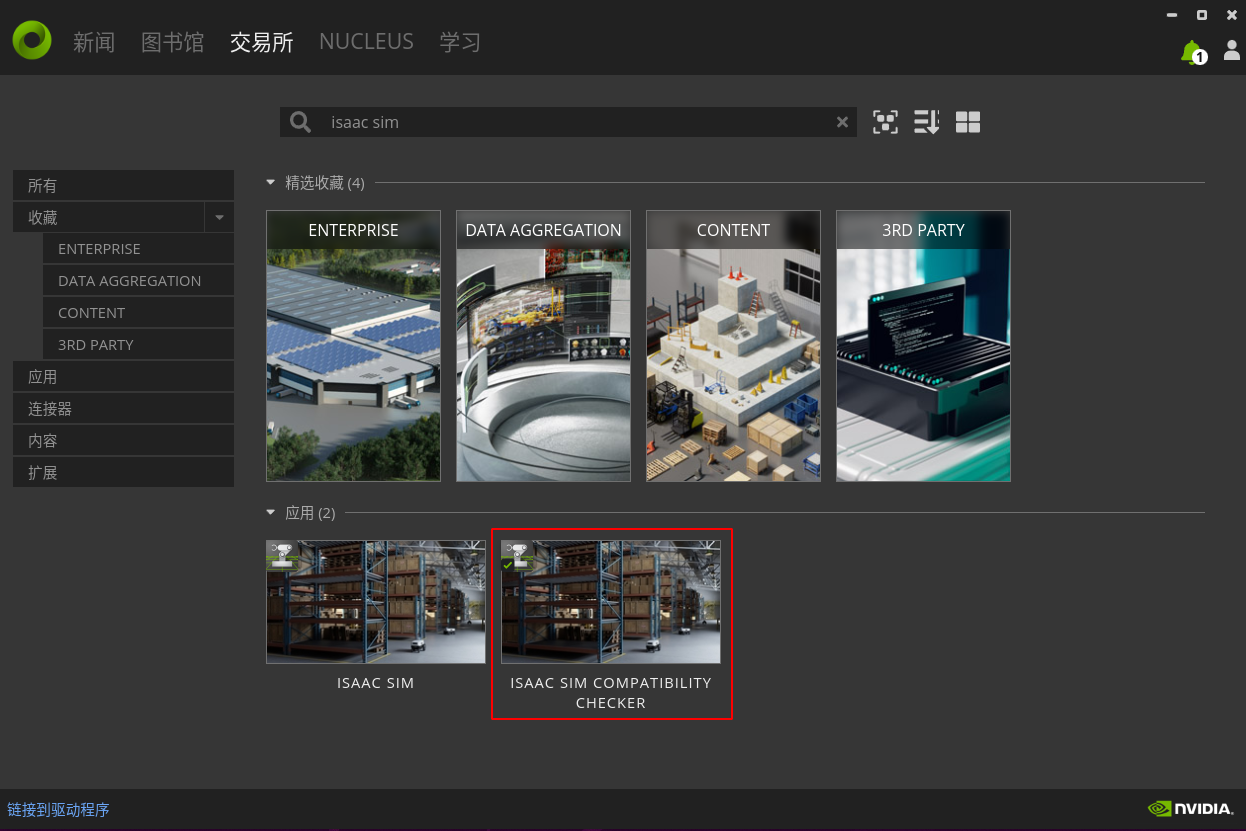 新闻 图书馆 交易所 NUCLEUS 学习
1
isaac sim
所有
收藏
ENTERPRISE
DATA AGGREGATION
CONTENT
3RD PARTY
应用
连接器
内容
扩展
精选收藏 (4)
ENTERPRISE
DATA AGGREGATION
CONTENT
3RD PARTY
应用 (2)
ISAAC SIM
ISAAC SIM COMPATIBILITY
CHECKER
链接到驱动程序
NVIDIA.